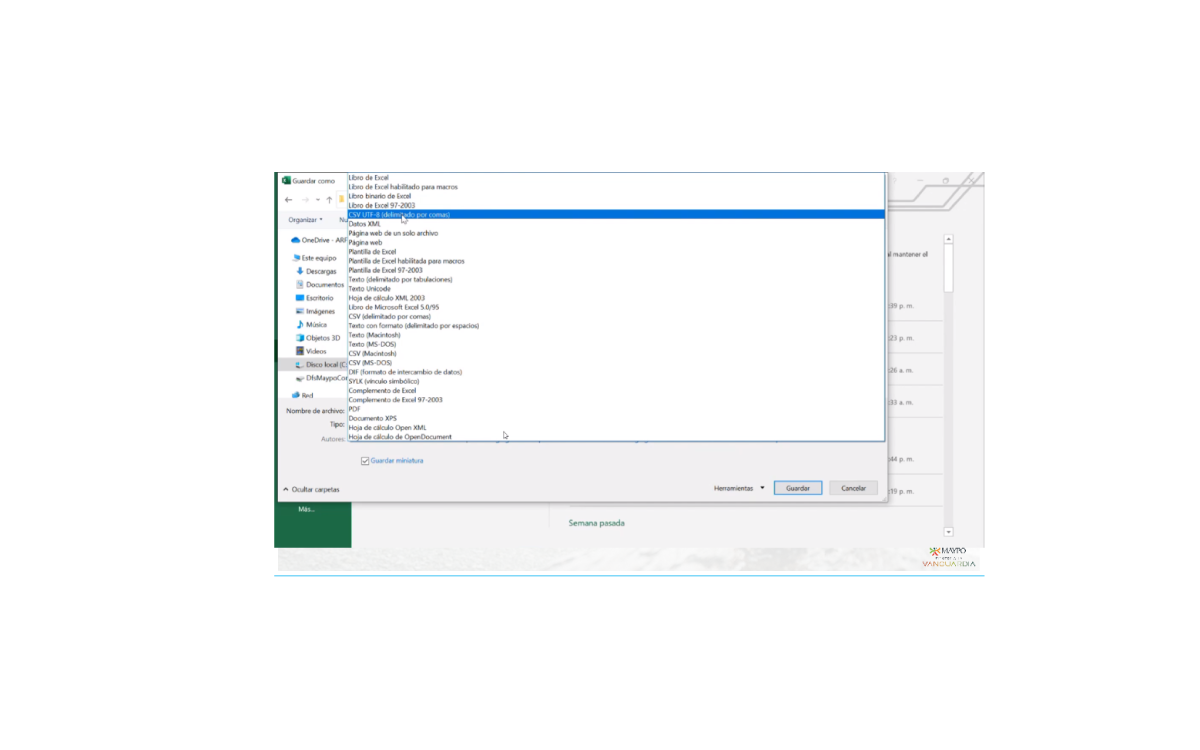 Guardar como
Organizar
Nu
OneDrive - ARF
Este equipo
Descargas
Documentos
Escritorio
Imágenes
Música
Objetos 3D
Videos
Disco local (C
DfsMaypoCor
Red
Nombre de archivo:
Tipo:
Autores:
Libro de Excel
Libro de Excel habilitado para macros
Libro binario de Excel
Libro de Excel 97-2003
CSV UTF-8 (delimitado por comas)
Datos XML
Página web de un solo archivo
Página web
Plantilla de Excel
Plantilla de Excel habilitada para macros
Plantilla de Excel 97-2003
Texto (delimitado por tabulaciones)
Texto Unicode
Hoja de cálculo XML 2003
Libro de Microsoft Excel 5.0/95
CSV (delimitado por comas)
Texto con formato (delimitado por espacios)
Texto (Macintosh)
Texto (MS-DOS)
CSV (Macintosh)
CSV (MS-DOS)
DIF (formato de intercambio de datos)
SYLK (vínculo simbólico)
Complemento de Excel
Complemento de Excel 97-2003
PDF
Documento XPS
Hoja de cálculo Open XML
Hoja de cálculo de OpenDocument
Guardar miniatura
Ocultar carpetas
Herramientas
Guardar
Cancelar
al mantener el
:39 p. m.
:23 p. m.
:26 a. m.
:33 a. m.
:44 p. m.
:19 p. m.
Más...
Semana pasada
MAYPO
VANGUARDIA